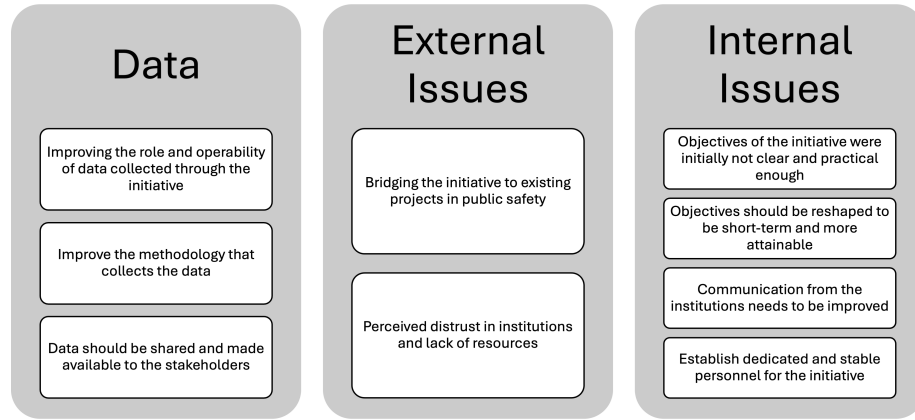 Data
Improving the role and operability
of data collected through the
initiative
Improve the methodology that
collects the data
Data should be shared and made
available to the stakeholders
External
Issues
Bridging the initiative to existing
projects in public safety
Perceived distrust in institutions
and lack of resources
Internal
Issues
Objectives of the initiative were
initially not clear and practical
enough
Objectives should be reshaped to
be short-term and more
attainable
Communication from the
institutions needs to be improved
Establish dedicated and stable
personnel for the initiative